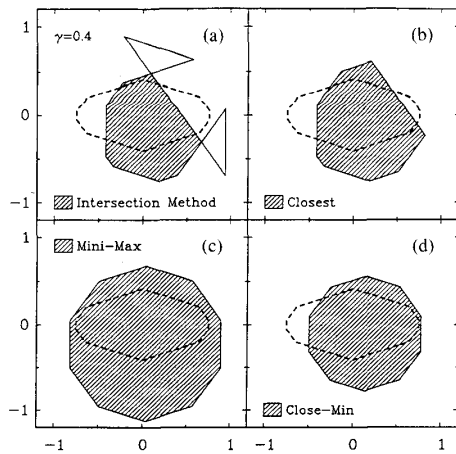 γ=0.4
(a)
(b)
1
0
−1
Intersection Method
Closest
Mini−Max
(c)
(d)
1
0
−1
Close−Min
−1
0
1
−1
0
1